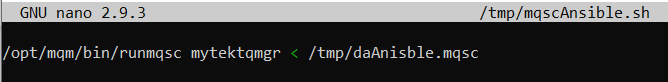 GNU nano 2.9.3 /tmp/mqscAnsible.sh
/opt/mqm/bin/runmqsc mytektqmgr < /tmp/daAnisble.mqsc